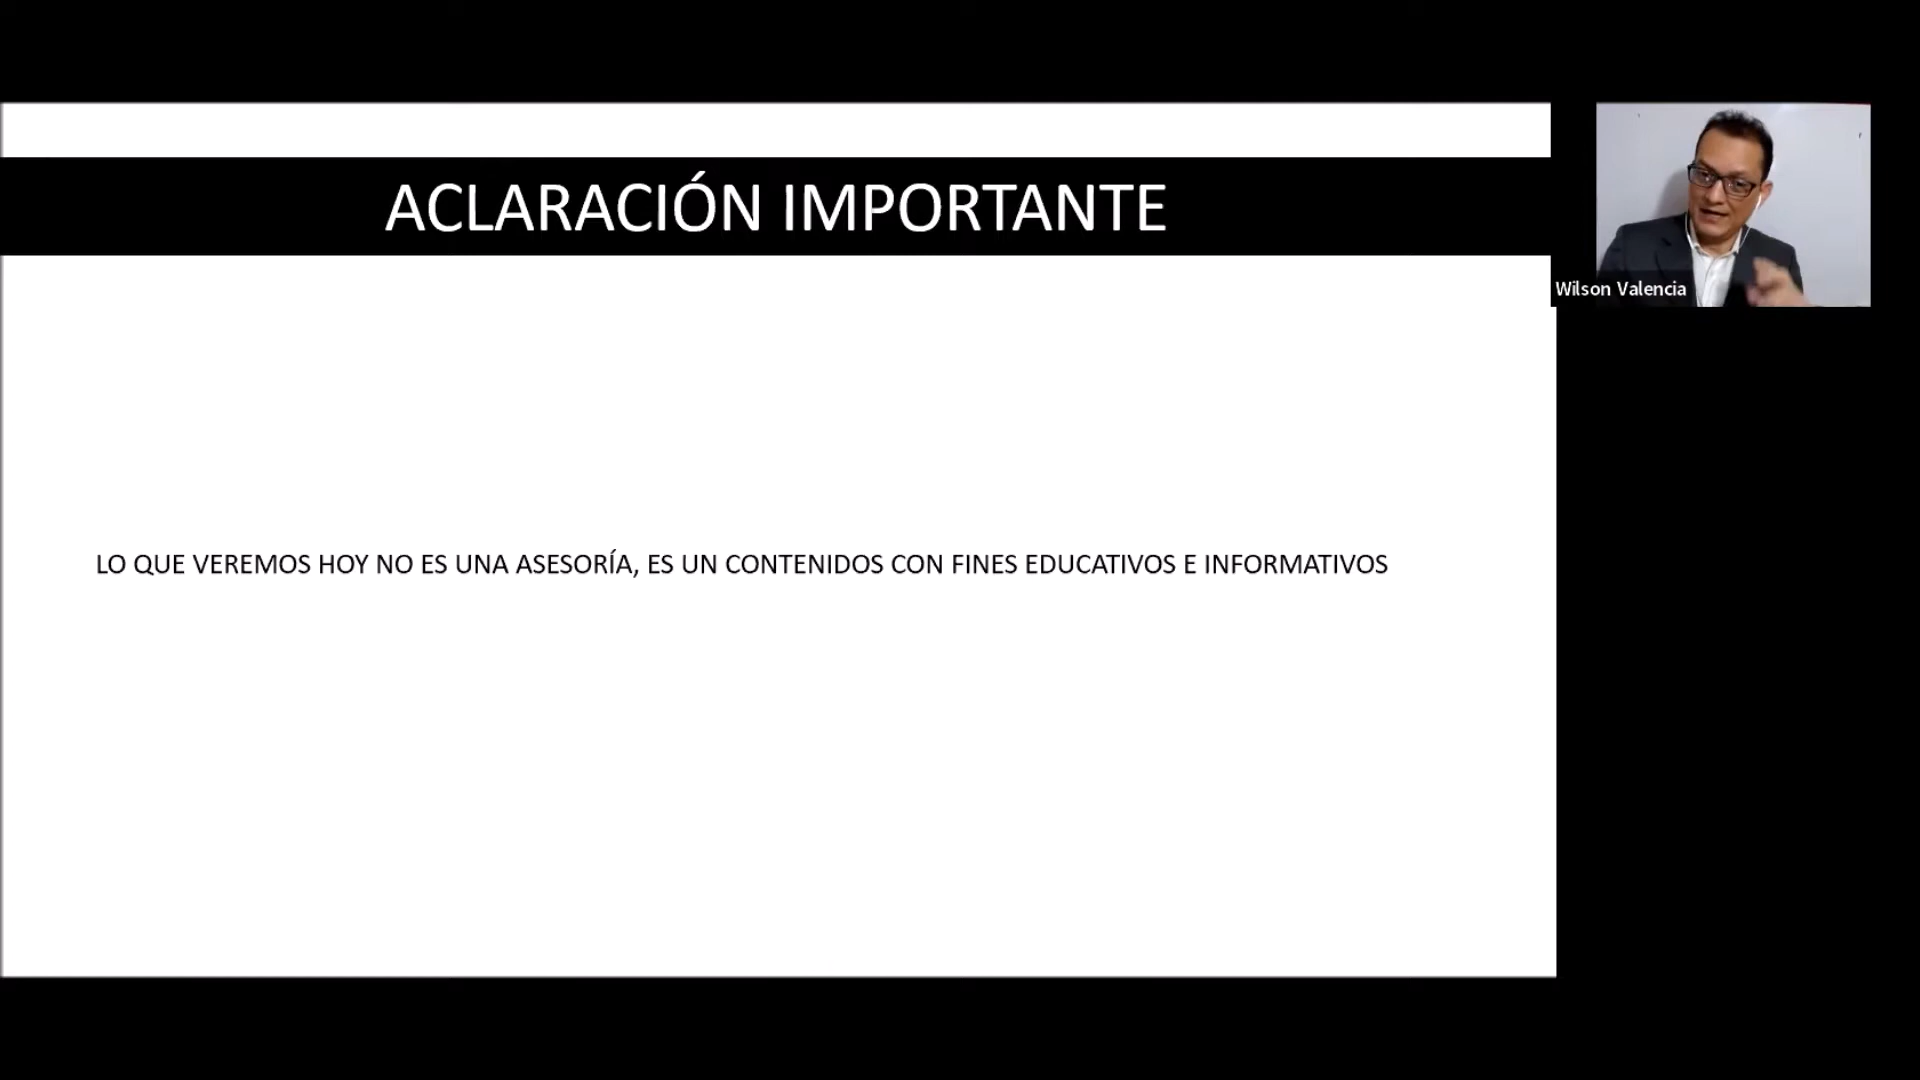 ACLARACIÓN IMPORTANTE
Wilson Valencia
LO QUE VEREMOS HOY NO ES UNA ASESORÍA, ES UN CONTENIDOS CON FINES EDUCATIVOS E INFORMATIVOS